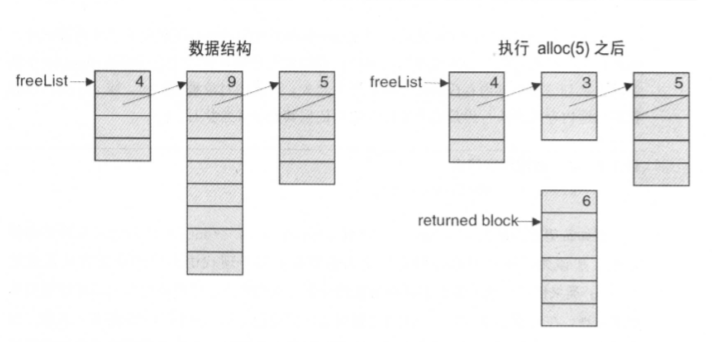 数据结构
执行 alloc(5) 之后
freeList
4
9
5
freeList
4
3
5
6
returned block